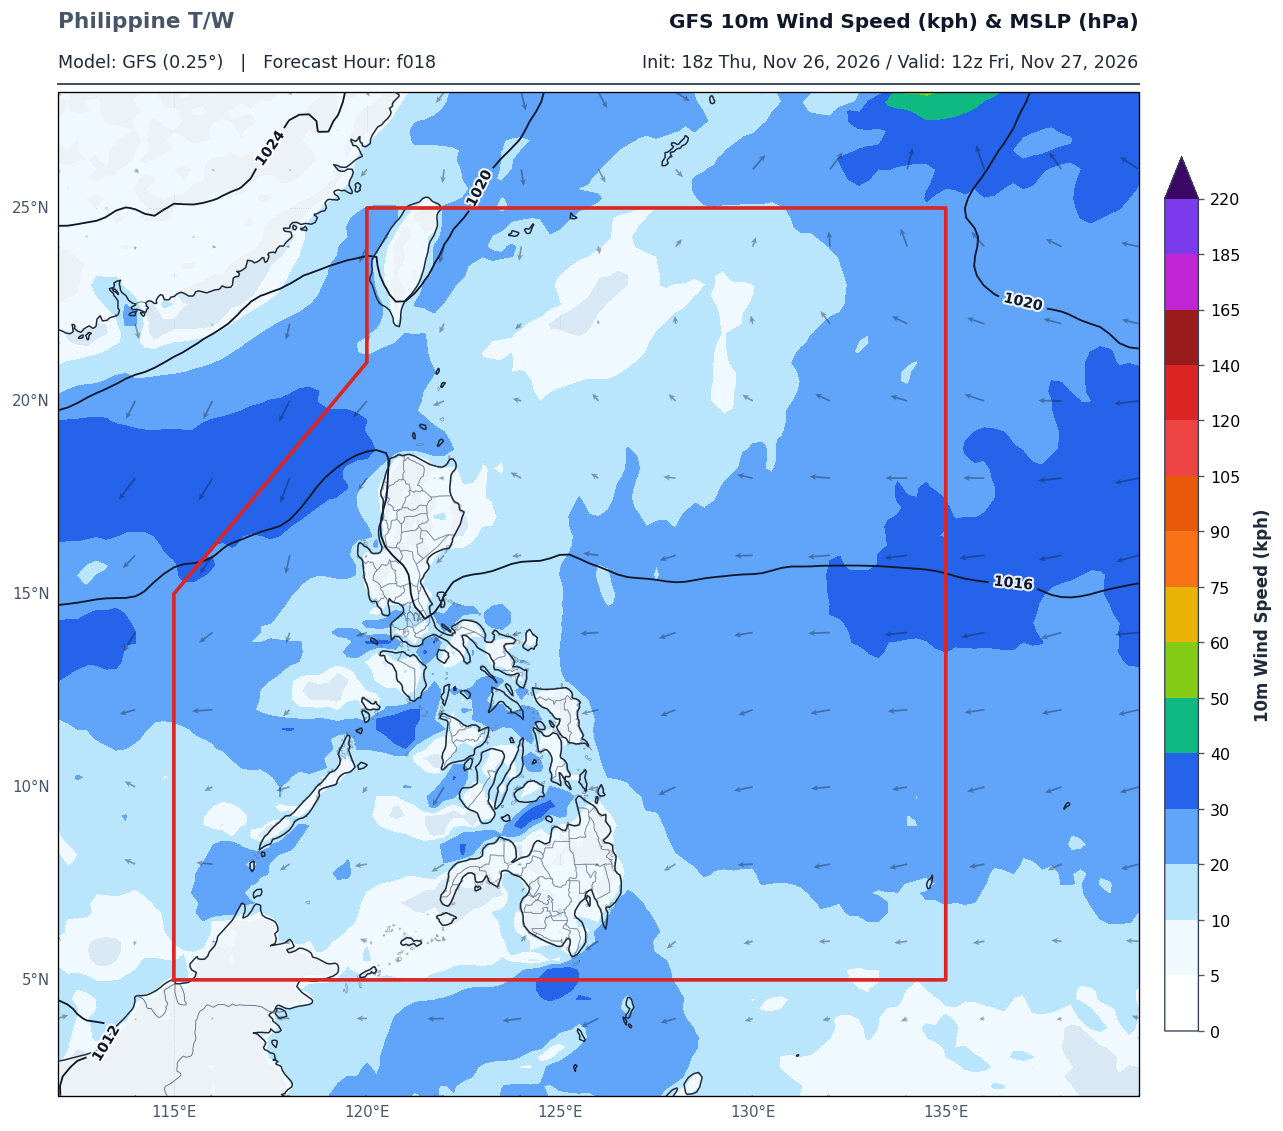 Philippine T/W
GFS 10m Wind Speed (kph) & MSLP (hPa)
Model: GFS (0.25°)   |   Forecast Hour: f018
Init: 18z Thu, Nov 26, 2026 / Valid: 12z Fri, Nov 27, 2026
1024
1020
1020
1016
1012
25°N
20°N
15°N
10°N
5°N
115°E
120°E
125°E
130°E
135°E
220
185
165
140
120
105
90
75
60
50
40
30
20
10
5
0
10m Wind Speed (kph)